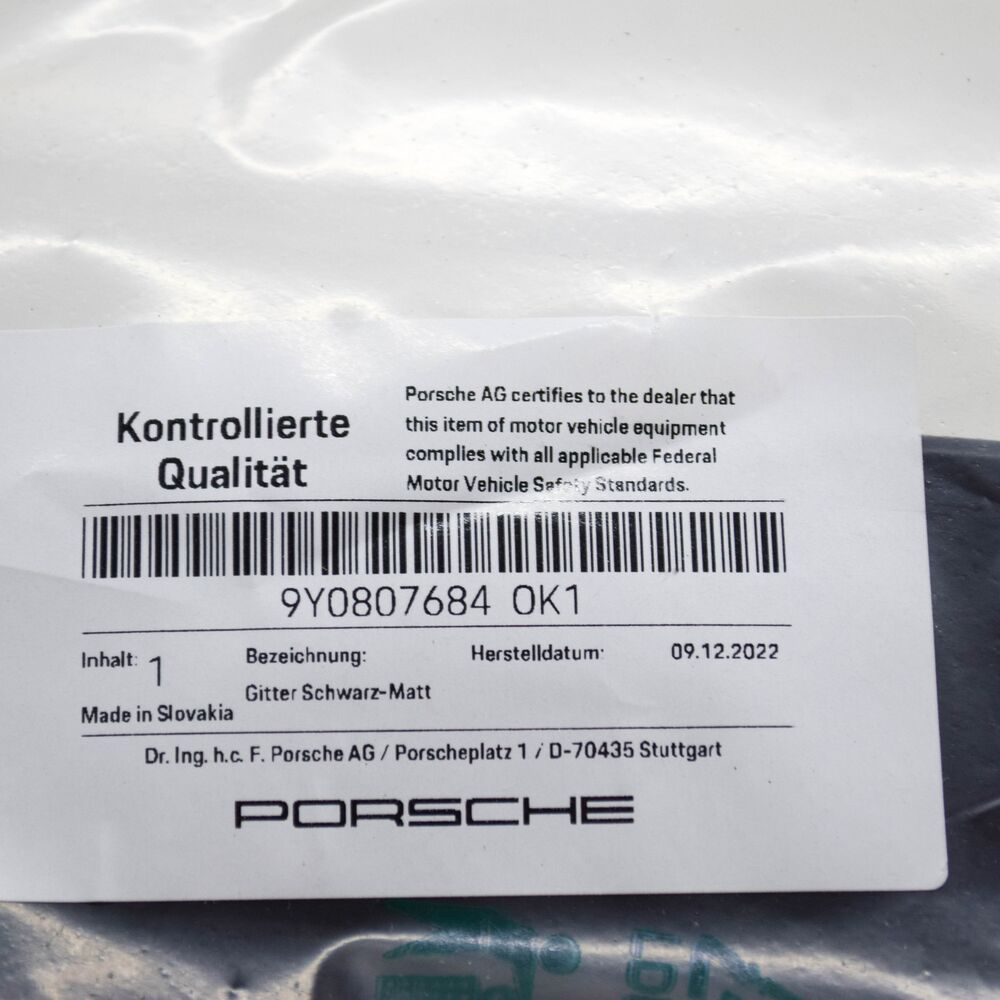 Kontrollierte
Qualität
Porsche AG certifies to the dealer that
this item of motor vehicle equipment
complies with all applicable Federal
Motor Vehicle Safety Standards.
9Y0807684 OK1
Inhalt: 1
Bezeichnung:
Herstelldatum: 09.12.2022
Gitter Schwarz-Matt
Made in Slovakia
Dr. Ing. h.c. F. Porsche AG / Porscheplatz 1 / D-70435 Stuttgart
PORSCHE